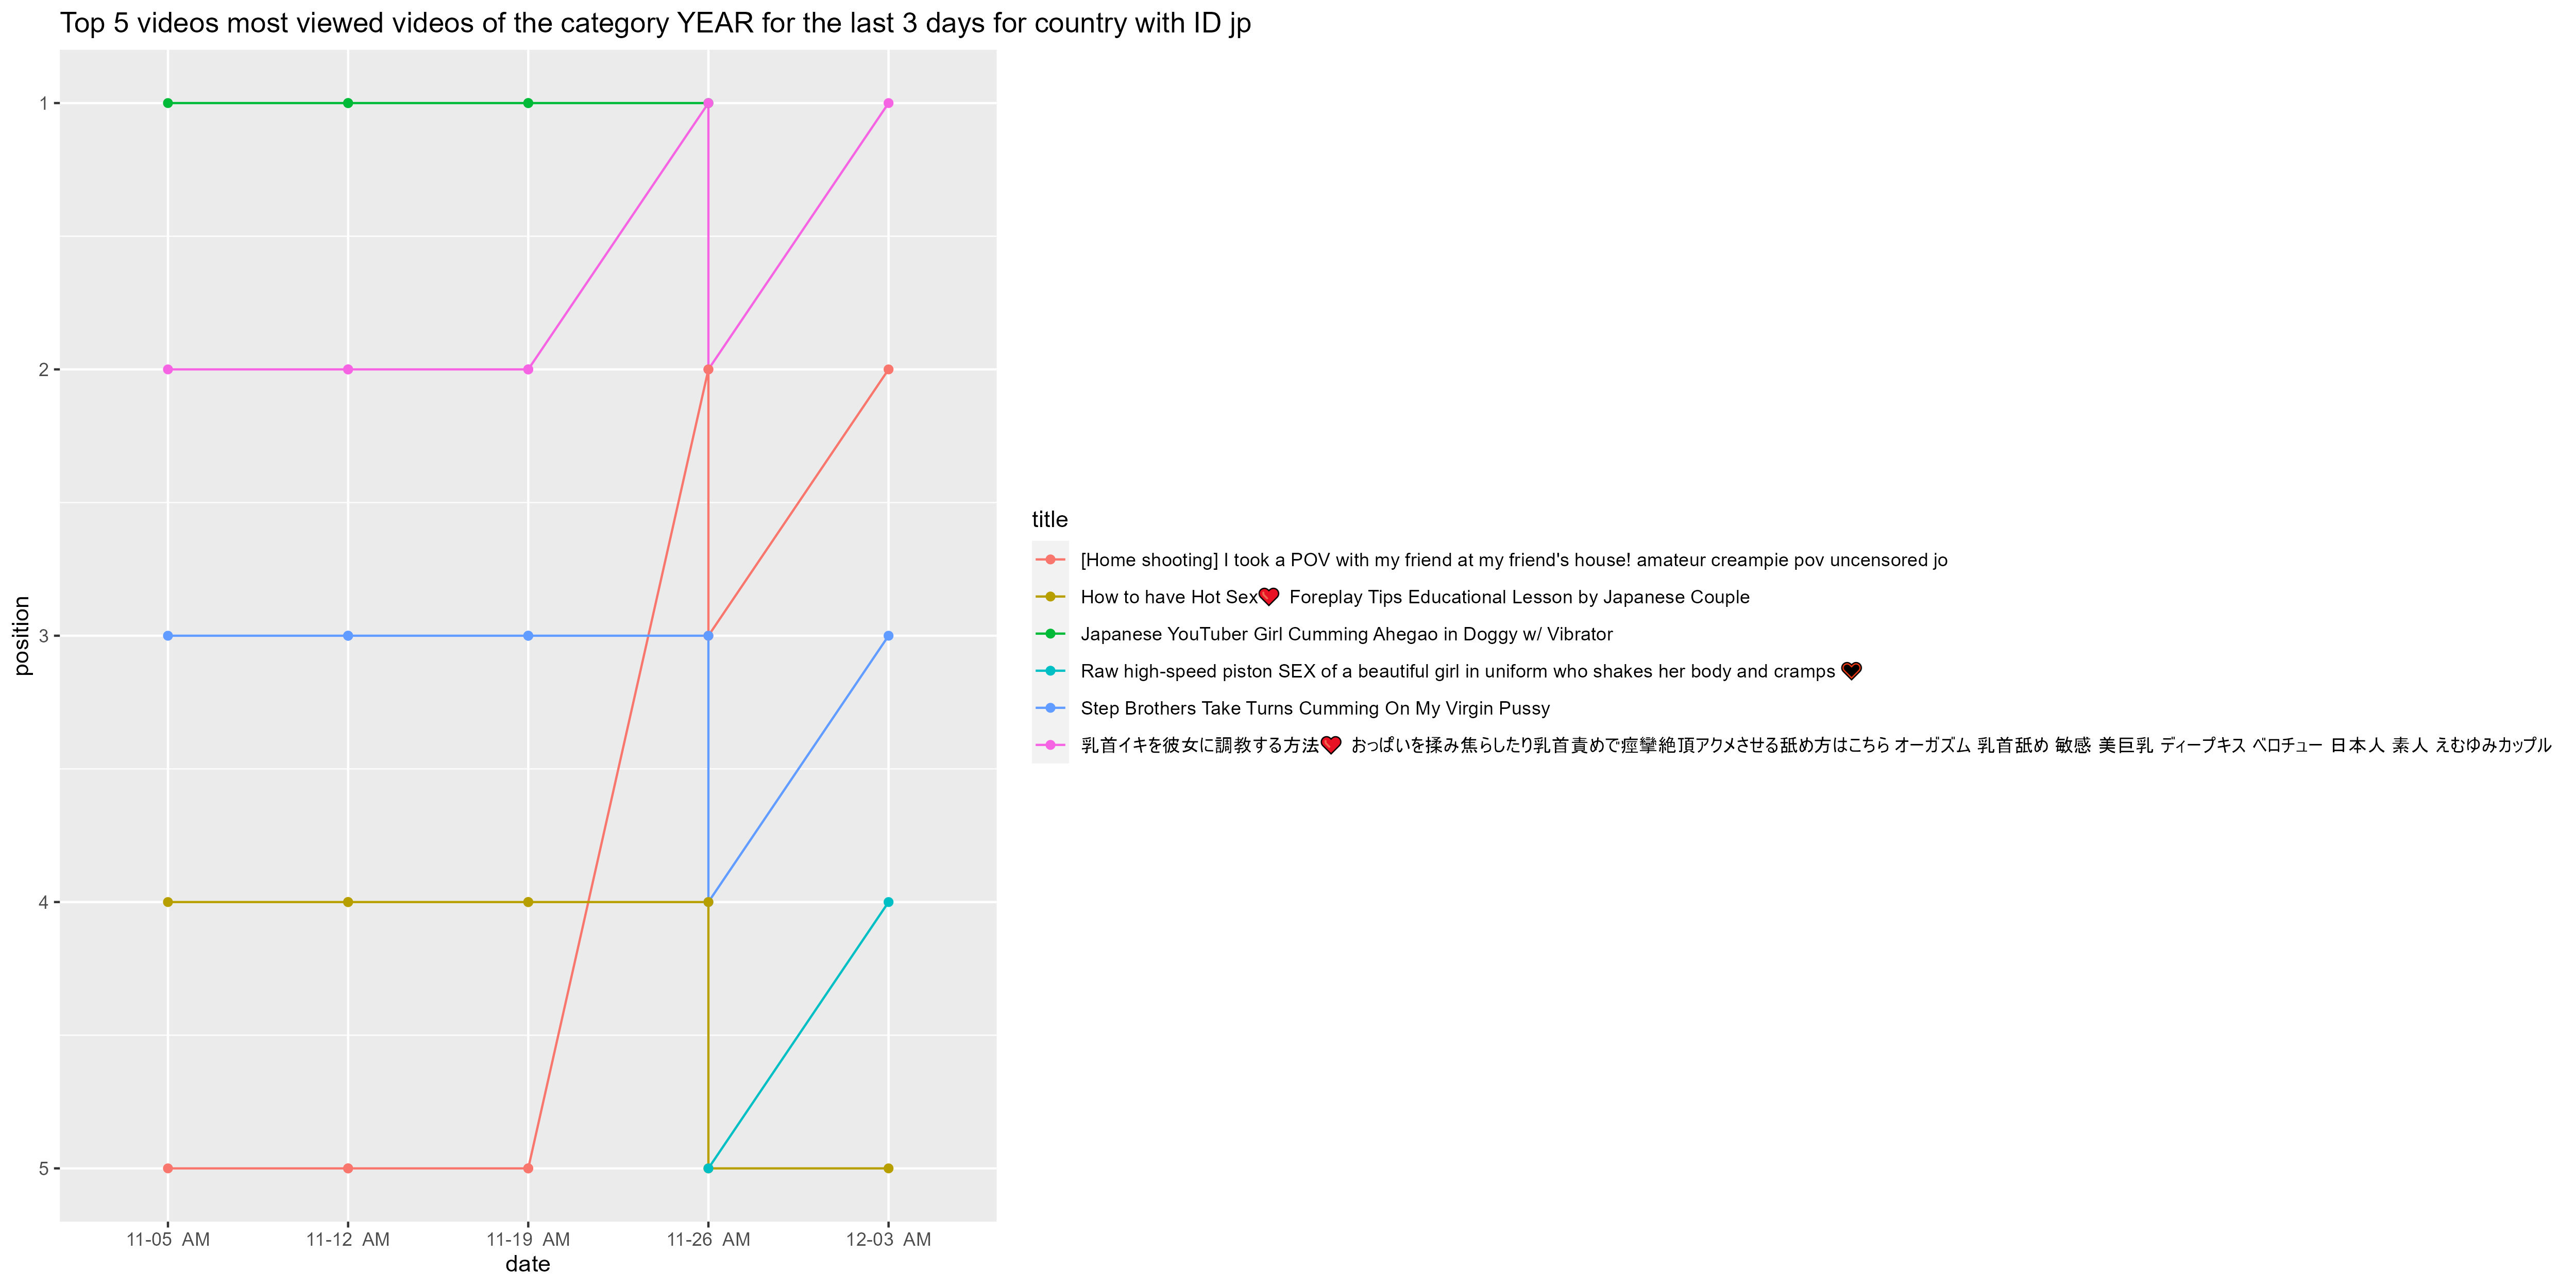 Top 5 videos most viewed videos of the category YEAR for the last 3 days for country with ID jp
1
2
3
4
5
position
11-05 AM
11-12 AM
11-19 AM
11-26 AM
12-03 AM
date
title
[Home shooting] I took a POV with my friend at my friend's house! amateur creampie pov uncensored jo
How to have Hot Sex❤️ Foreplay Tips Educational Lesson by Japanese Couple
Japanese YouTuber Girl Cumming Ahegao in Doggy w/ Vibrator
Raw high-speed piston SEX of a beautiful girl in uniform who shakes her body and cramps ♥
Step Brothers Take Turns Cumming On My Virgin Pussy
乳首イキを彼女に調教する方法❤️ おっぱいを揉み焦らしたり乳首責めで痙攣絶頂アクメさせる舐め方はこちら オーガズム 乳首舐め 敏感 美巨乳 ディープキス ベロチュー 日本人 素人 えむゆみカップル